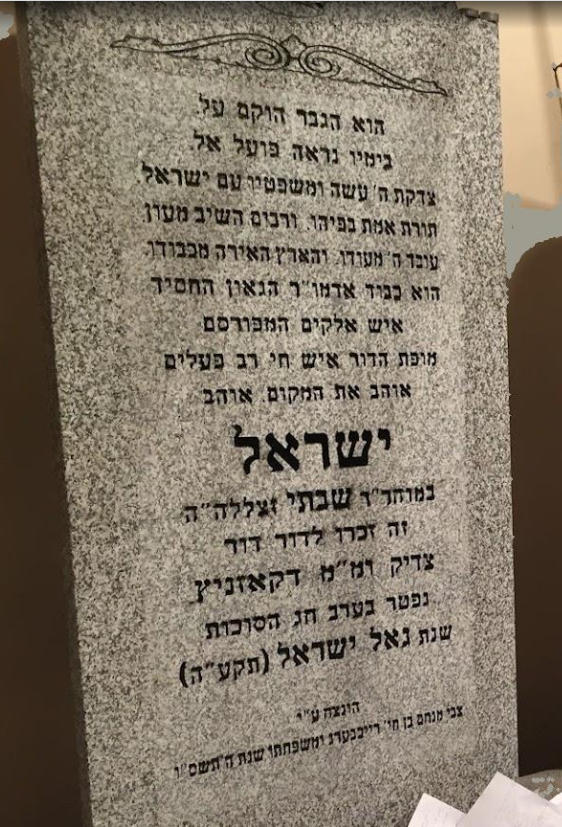 הוא הגבר הוקם על.
בימיו נראה פועל אל.
צדקת ה' עשה ומשפטיו עם ישראל.
תורת אמת בפיהו. ורבים השיב מעון
עובד ה' מעודו. והארץ האירה מכבודו.
הוא כבוד אדמו״ר הגאון החסיד
איש אלקים המפורסם
מופת הדור איש חי רב פעלים
אוהב את המקום. אוהב
ישראל
במוהר״ר שבתי זצללה״ה
זה זכרו לדור דור
צדיק ומ״מ דקאזניץ
נפטר בערב חג הסוכות
שנת גאל ישראל (תקע״ה)
הונצח ע״י
צבי מנחם בן חי' רייכבערג ומשפחתו שנת ה'תשס״ו